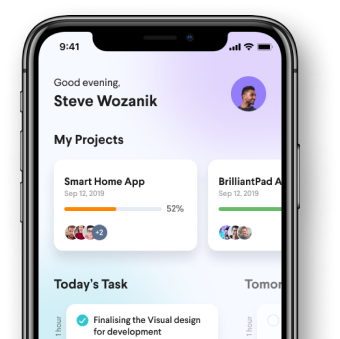 9:41
Good evening,
Steve Wozanik
My Projects
Smart Home App
Sep 12, 2019
52%
+2
BrilliantPad A
Sep 12, 2019
Today's Task
Tomor
1 hour
Finalising the Visual design
for development
1 hour